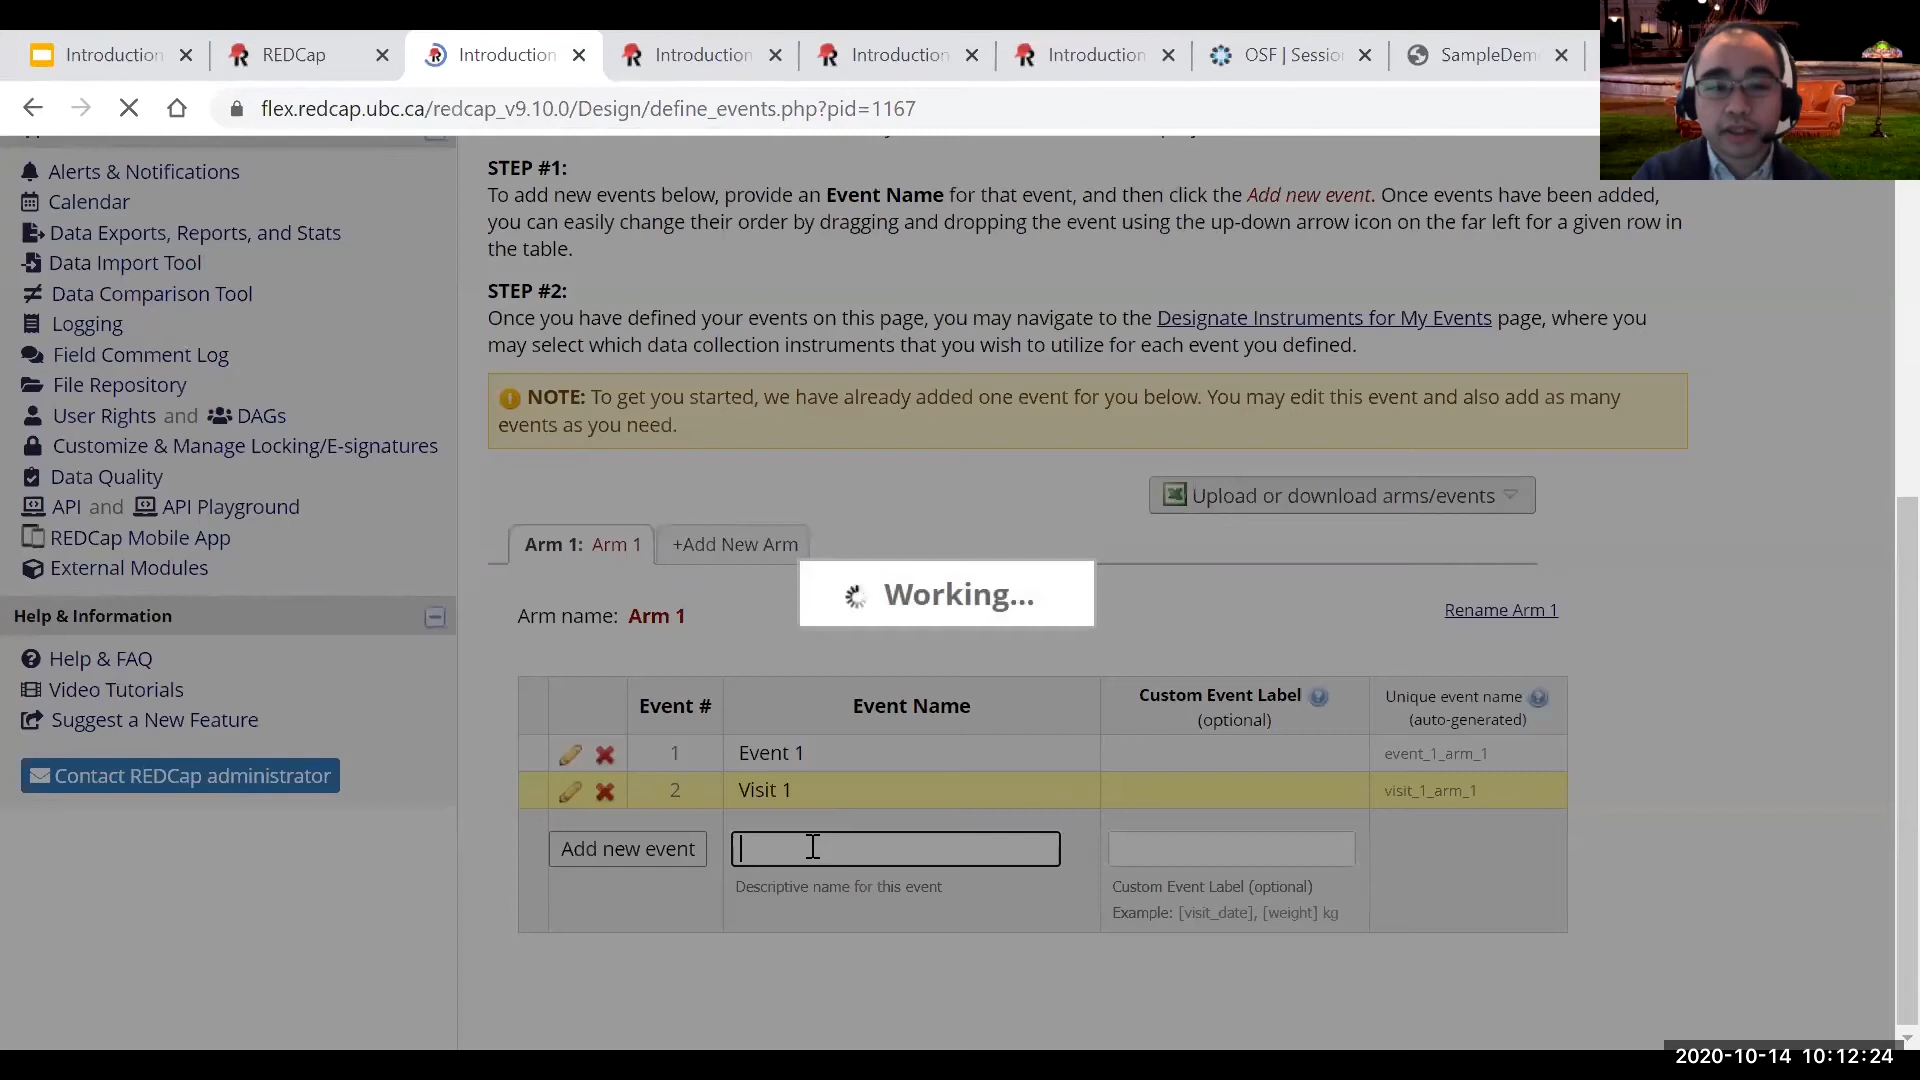 Introduction
REDCap
Introduction
Introduction
Introduction
Introduction
OSF | Sessio
SampleDem
flex.redcap.ubc.ca/redcap_v9.10.0/Design/define_events.php?pid=1167
Alerts & Notifications
Calendar
Data Exports, Reports, and Stats
Data Import Tool
Data Comparison Tool
Logging
Field Comment Log
File Repository
User Rights and DAGs
Customize & Manage Locking/E-signatures
Data Quality
API and API Playground
REDCap Mobile App
External Modules
Help & Information
Help & FAQ
Video Tutorials
Suggest a New Feature
Contact REDCap administrator
STEP #1:
To add new events below, provide an Event Name for that event, and then click the Add new event. Once events have been added,
you can easily change their order by dragging and dropping the event using the up-down arrow icon on the far left for a given row in
the table.
STEP #2:
Once you have defined your events on this page, you may navigate to the Designate Instruments for My Events page, where you
may select which data collection instruments that you wish to utilize for each event you defined.
NOTE: To get you started, we have already added one event for you below. You may edit this event and also add as many
events as you need.
Upload or download arms/events
Arm 1: Arm 1
+Add New Arm
Working...
Arm name: Arm 1
Rename Arm 1
Event #
Event Name
Custom Event Label
(optional)
Unique event name
(auto-generated)
1
Event 1
event_1_arm_1
2
Visit 1
visit_1_arm_1
Add new event
Descriptive name for this event
Custom Event Label (optional)
Example: [visit_date], [weight] kg
2020-10-14 10:12:24